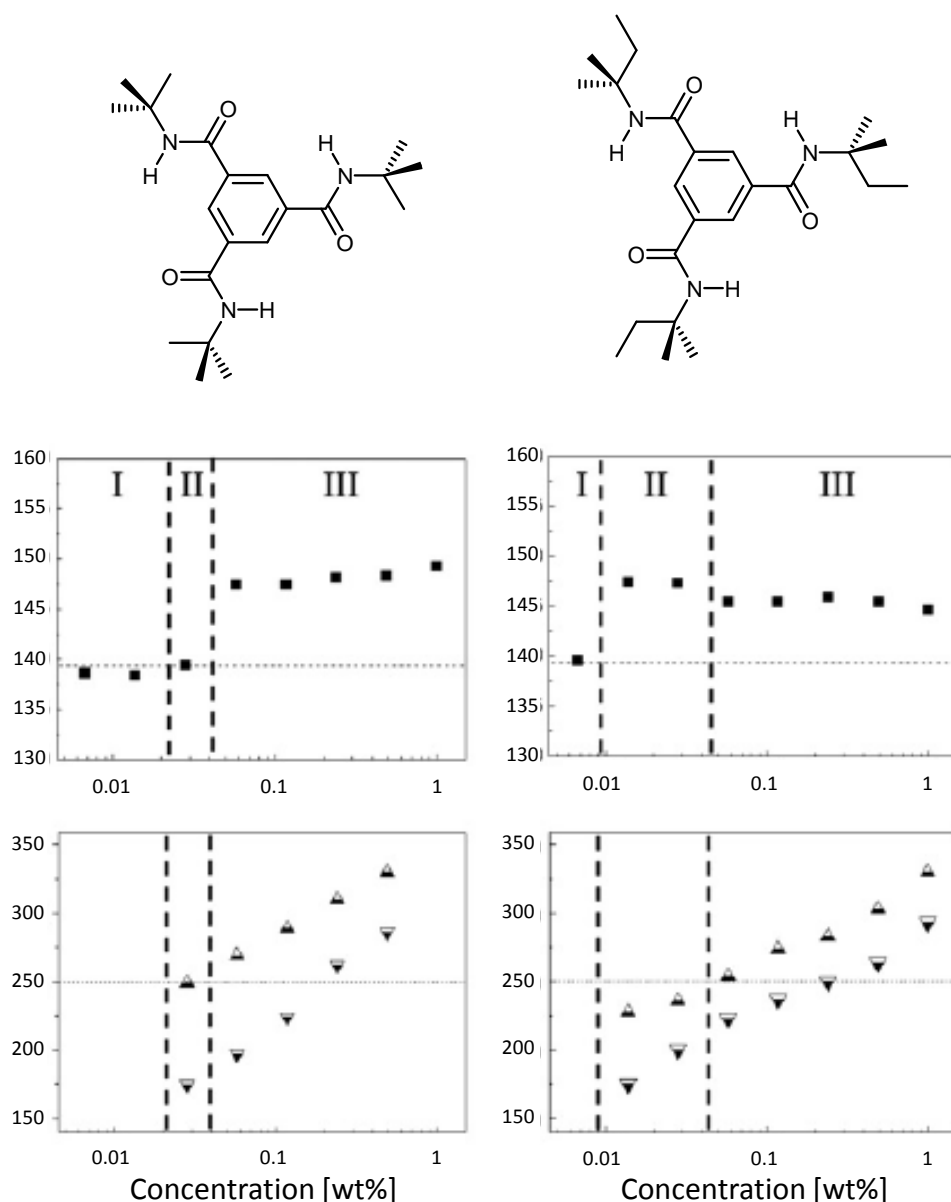 O
N
H
H
N
O
O
N H
O
N
H
H
N
O
O
N H
160
155
150
145
140
135
130
I II III
0.01 0.1 1
160
155
150
145
140
135
130
I II III
0.01 0.1 1
350
300
250
200
150
0.01 0.1 1
Concentration [wt%]
350
300
250
200
150
0.01 0.1 1
Concentration [wt%]